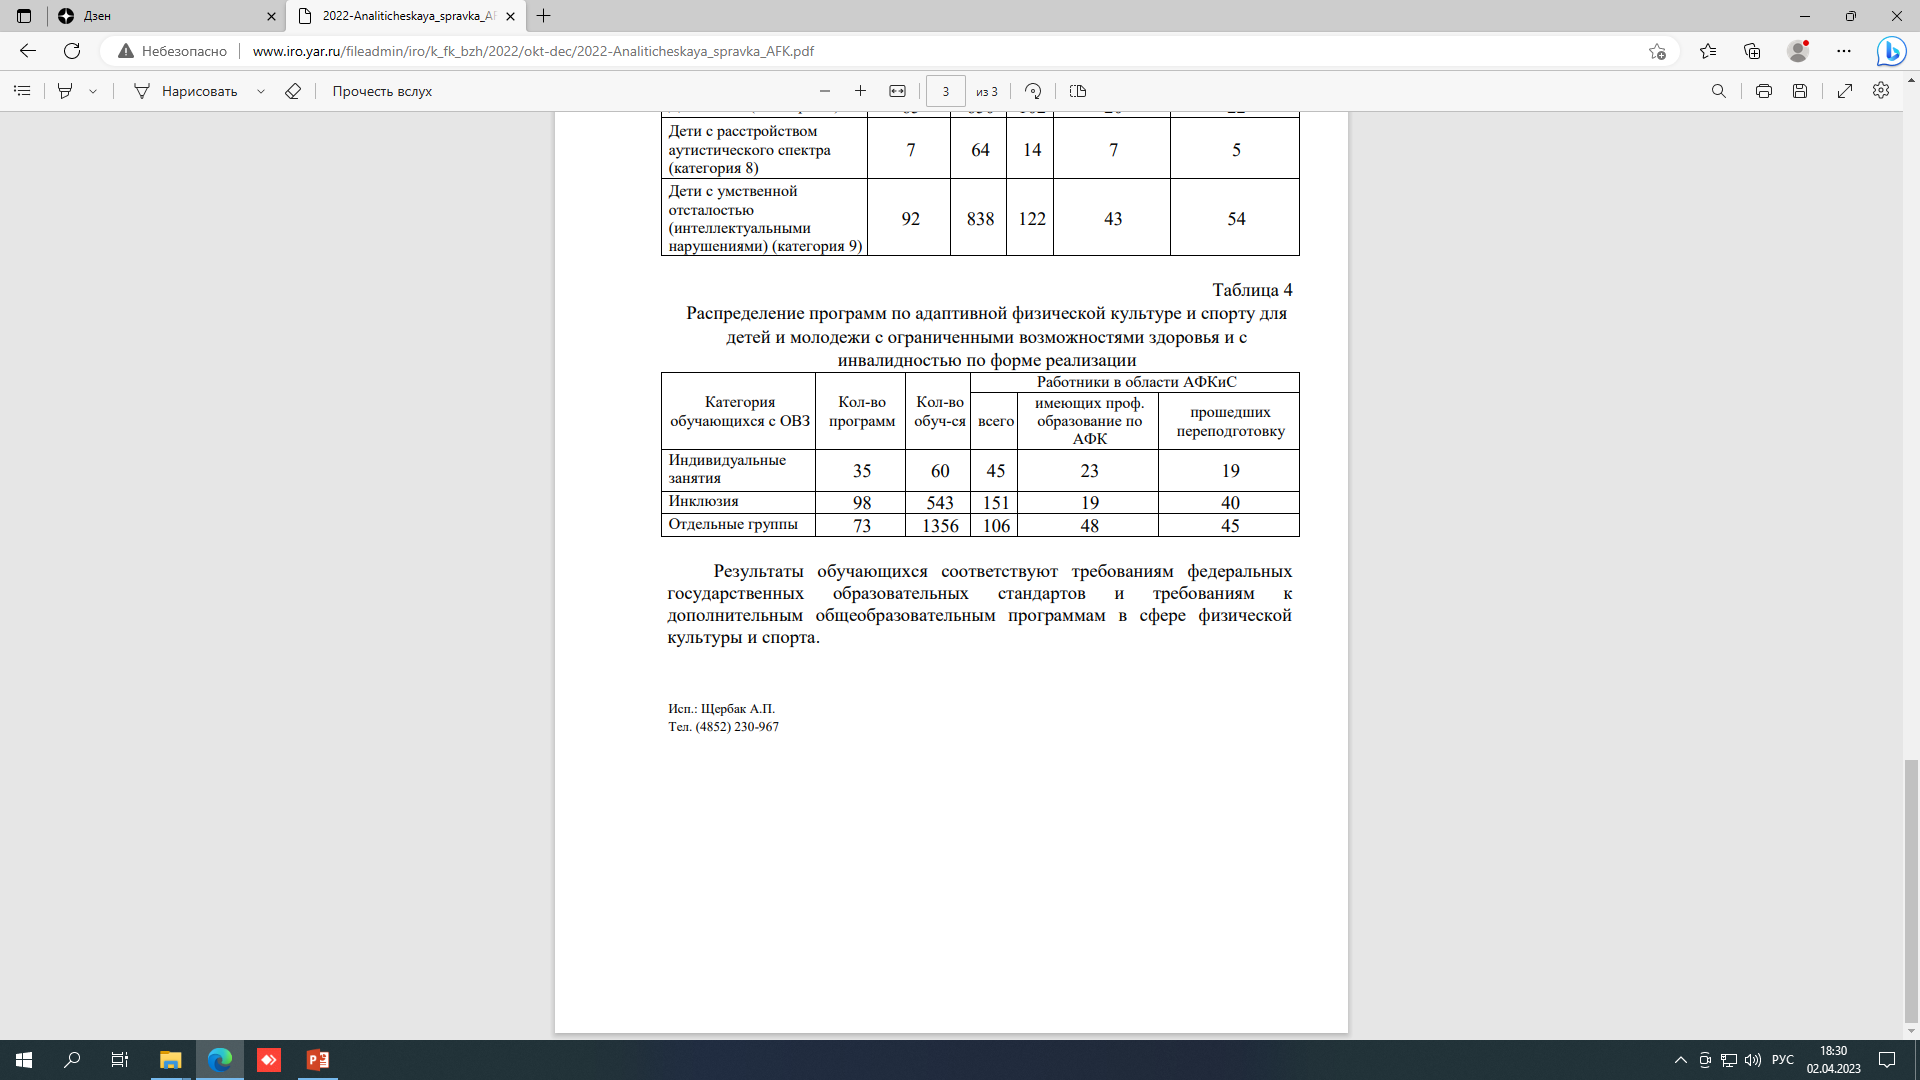 Дзен
2022-Analiticheskaya_spravka_AF
Небезопасно
www.iro.yar.ru/fileadmin/iro/k_fk_bzh/2022/okt-dec/2022-Analiticheskaya_spravka_AFK.pdf
Нарисовать
Прочесть вслух
3 из 3
Дети с расстройством
аутистического спектра
(категория 8)
7 64 14 7 5
Дети с умственной
отсталостью
(интеллектуальными
нарушениями) (категория 9)
92 838 122 43 54
Таблица 4
Распределение программ по адаптивной физической культуре и спорту для
детей и молодежи с ограниченными возможностями здоровья и с
инвалидностью по форме реализации
Категория
обучающихся с ОВЗ
Кол-во
программ
Кол-во
обуч-ся
Работники в области АФКиС
всего
имеющих проф.
образование по
АФК
прошедших
переподготовку
Индивидуальные
занятия
35 60 45 23 19
Инклюзия 98 543 151 19 40
Отдельные группы 73 1356 106 48 45
Результаты обучающихся соответствуют требованиям федеральных
государственных образовательных стандартов и требованиям к
дополнительным общеобразовательным программам в сфере физической
культуры и спорта.
Исп.: Щербак А.П.
Тел. (4852) 230-967
РУС
18:30
02.04.2023